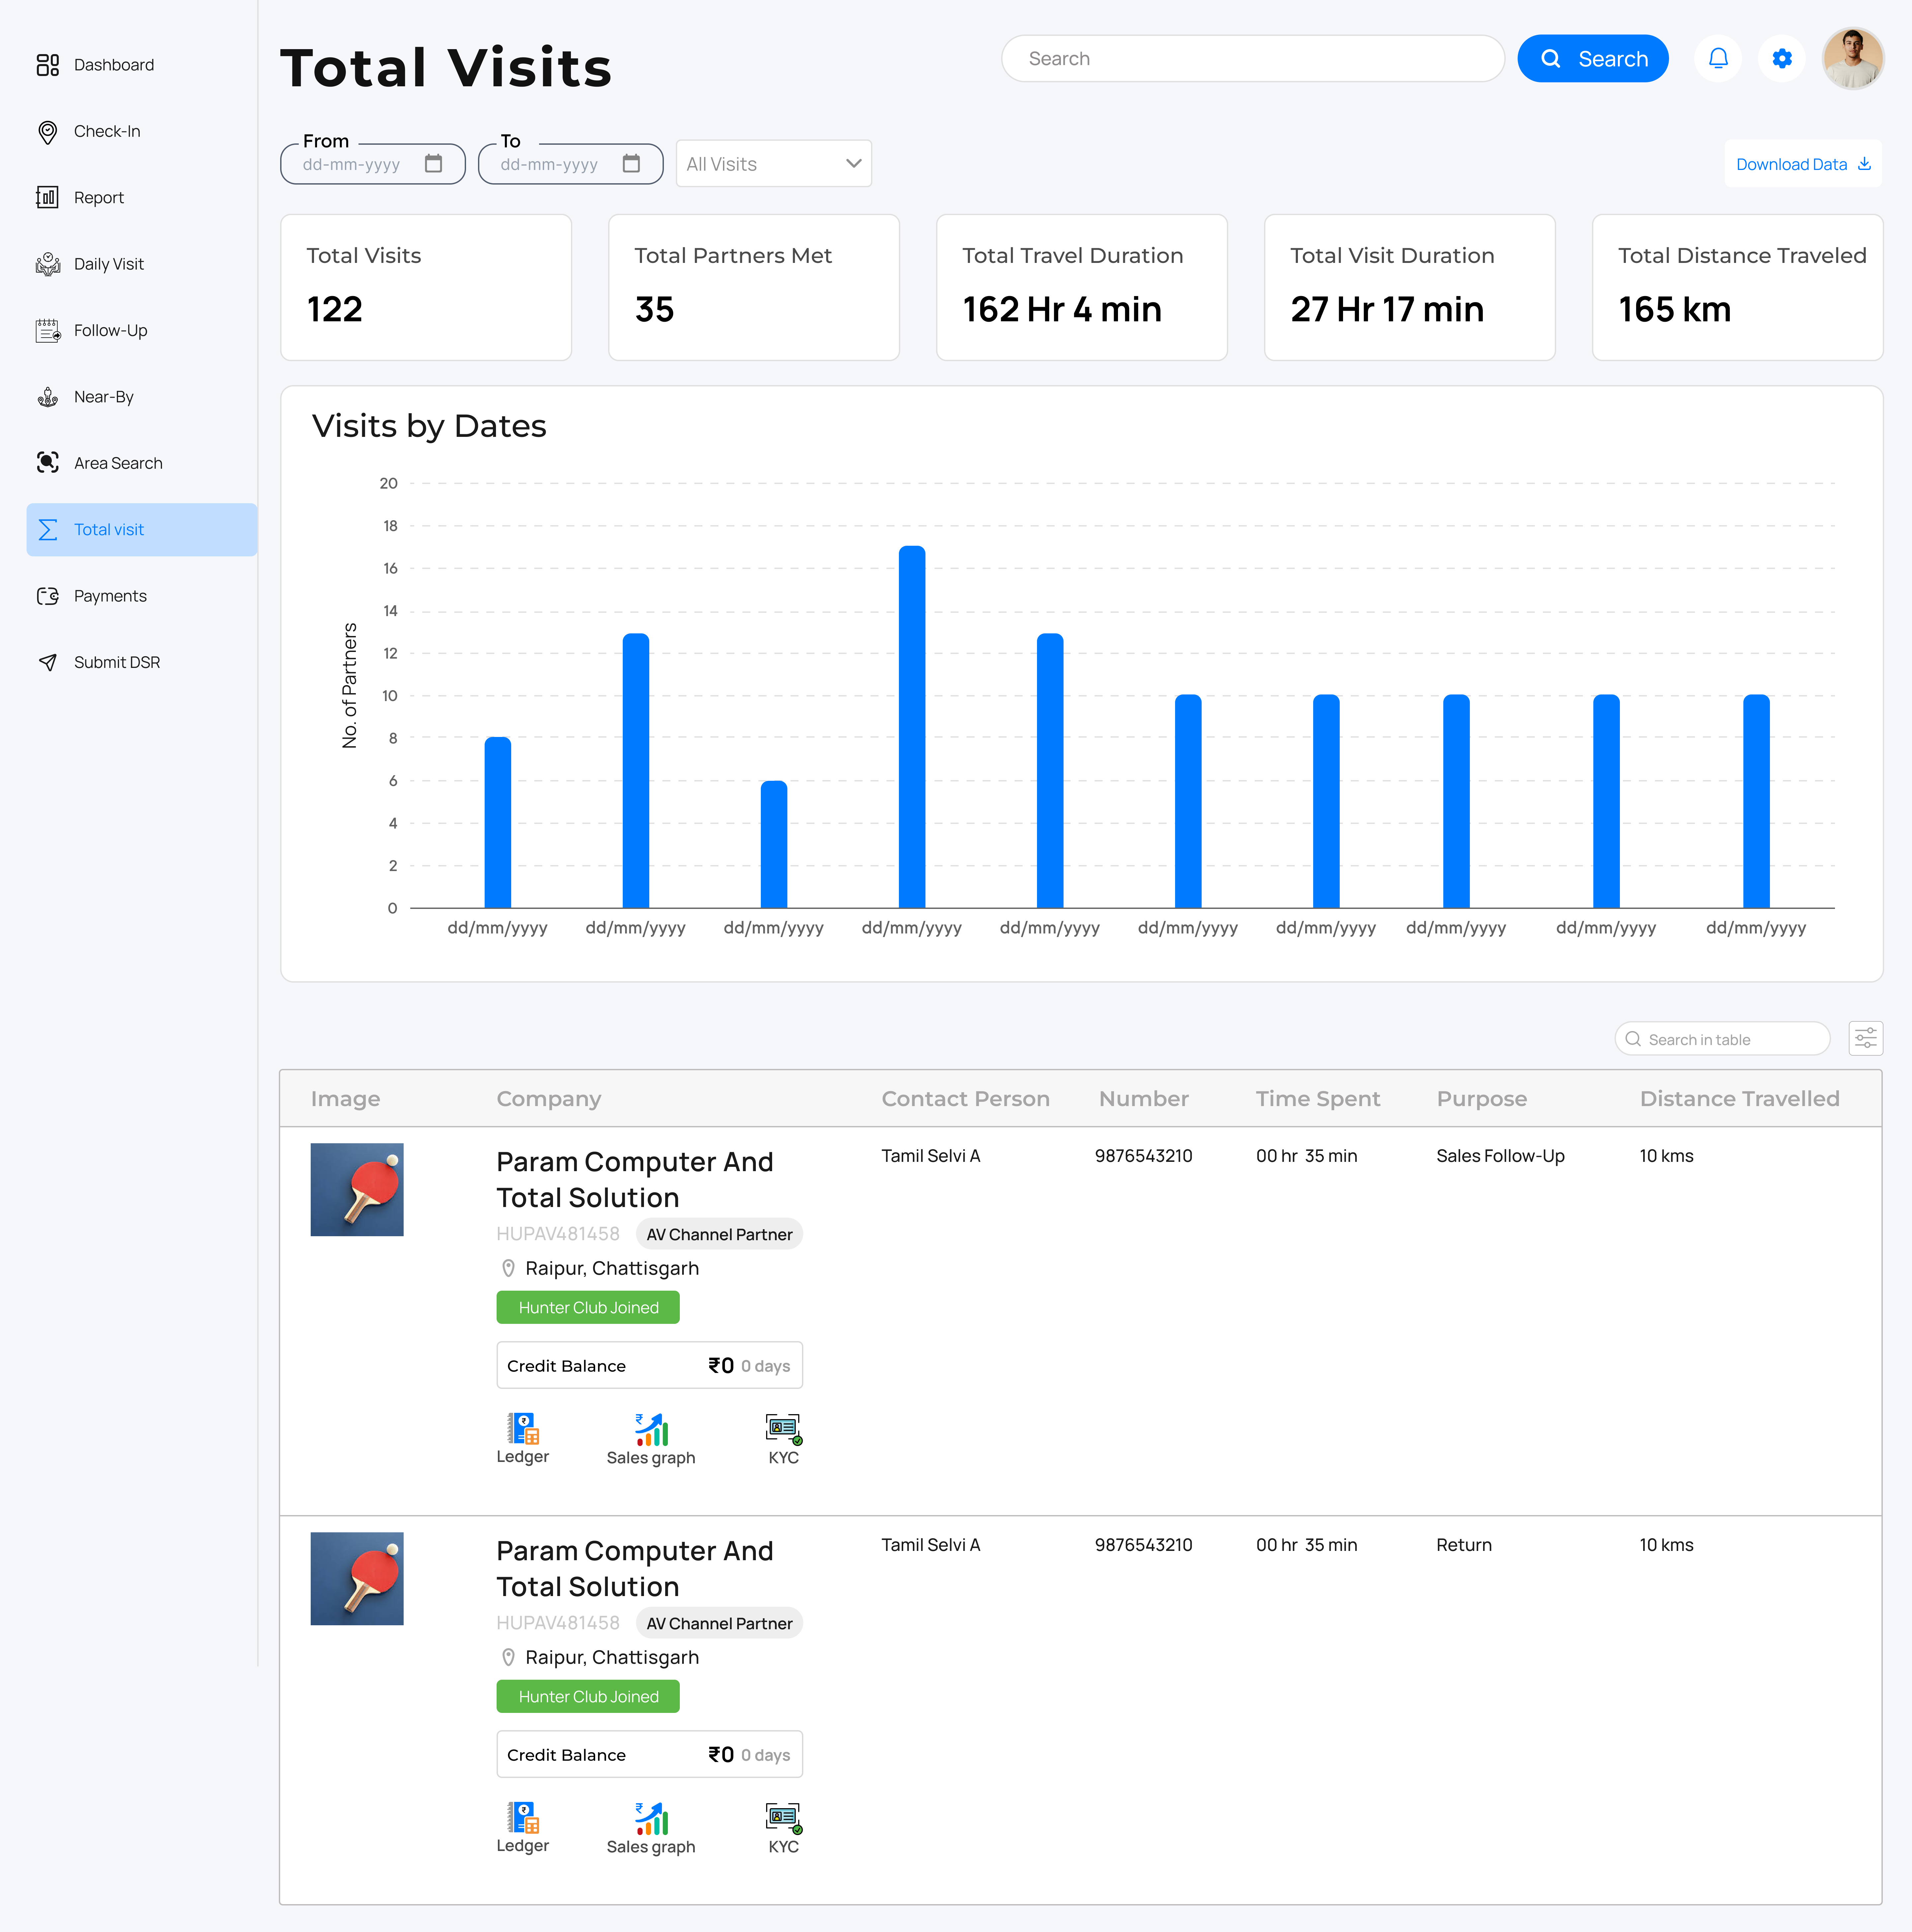 Dashboard
Check-In
Report
Daily Visit
Follow-Up
Near-By
Area Search
Total visit
Payments
Submit DSR
Total Visits
Search
Search
From
dd-mm-yyyy
To
dd-mm-yyyy
All Visits
Download Data
Total Visits
122
Total Partners Met
35
Total Travel Duration
162 Hr 4 min
Total Visit Duration
27 Hr 17 min
Total Distance Traveled
165 km
Visits by Dates
No. of Partners
20
18
16
14
12
10
8
6
4
2
0
dd/mm/yyyy dd/mm/yyyy dd/mm/yyyy dd/mm/yyyy dd/mm/yyyy dd/mm/yyyy dd/mm/yyyy dd/mm/yyyy dd/mm/yyyy dd/mm/yyyy
Search in table
Image Company Contact Person Number Time Spent Purpose Distance Travelled
Param Computer And
Total Solution
HUPAV481458 AV Channel Partner
Raipur, Chattisgarh
Hunter Club Joined
Credit Balance ₹0 0 days
Ledger Sales graph KYC
Tamil Selvi A 9876543210 00 hr 35 min Sales Follow-Up 10 kms
Param Computer And
Total Solution
HUPAV481458 AV Channel Partner
Raipur, Chattisgarh
Hunter Club Joined
Credit Balance ₹0 0 days
Ledger Sales graph KYC
Tamil Selvi A 9876543210 00 hr 35 min Return 10 kms